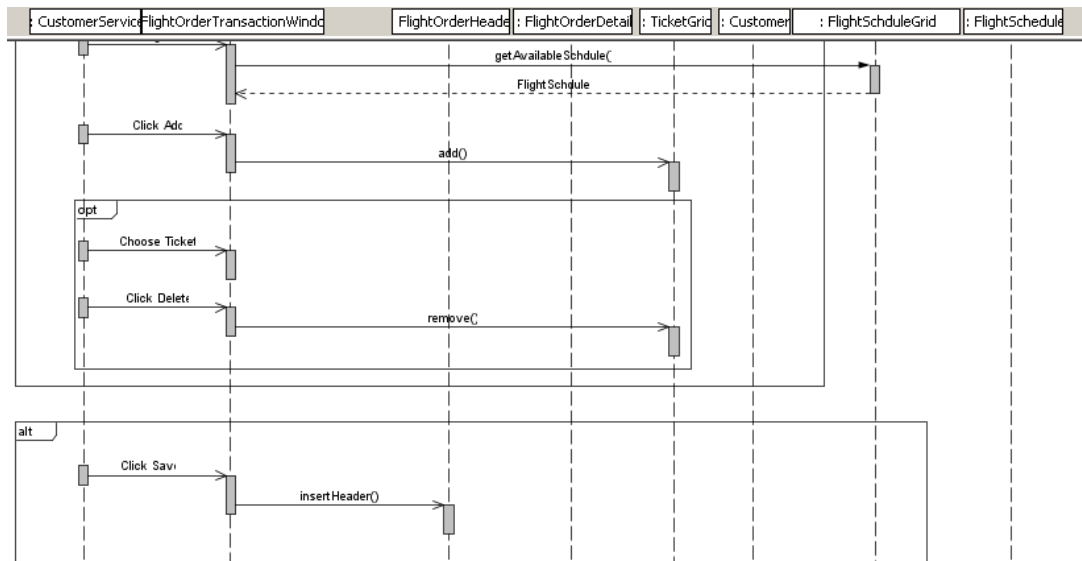 : CustomerService
FlightOrderTransactionWindo
FlightOrderHeade
: FlightOrderDetail
: TicketGrid
: Customer
: FlightSchduleGrid
: FlightSchedule
getAvailableSchdule(
FlightSchdule
Click Add
add()
opt
Choose Ticket
Click Delete
remove()
alt
Click Save
insertHeader()